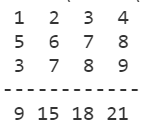 1 2 3 4
5 6 7 8
3 7 8 9
------------
9 15 18 21